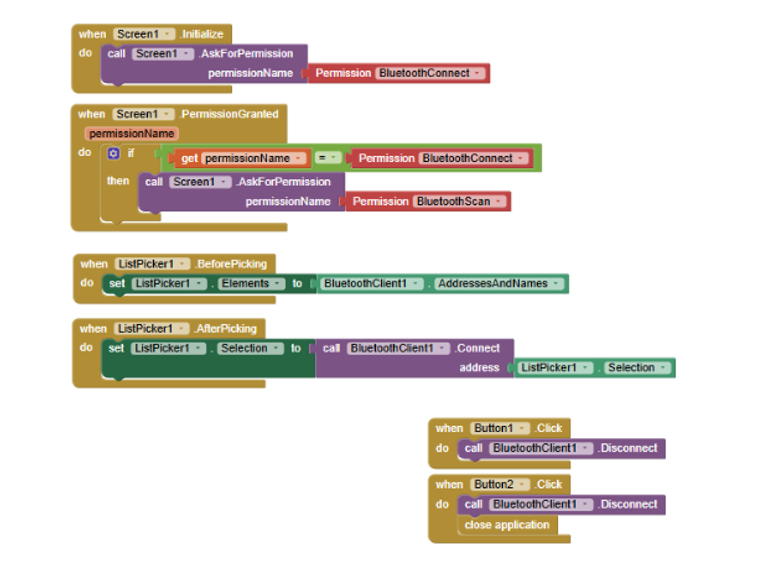 when Screen1 .Initialize
do call Screen1 .AskForPermission
permissionName Permission BluetoothConnect
when Screen1 .PermissionGranted
permissionName
do if get permissionName = Permission BluetoothConnect
then call Screen1 .AskForPermission
permissionName Permission BluetoothScan
when ListPicker1 .BeforePicking
do set ListPicker1 . Elements to BluetoothClient1 . AddressesAndNames
when ListPicker1 .AfterPicking
do set ListPicker1 . Selection to call BluetoothClient1 .Connect
address ListPicker1 . Selection
when Button1 .Click
do call BluetoothClient1 .Disconnect
when Button2 .Click
do call BluetoothClient1 .Disconnect
close application